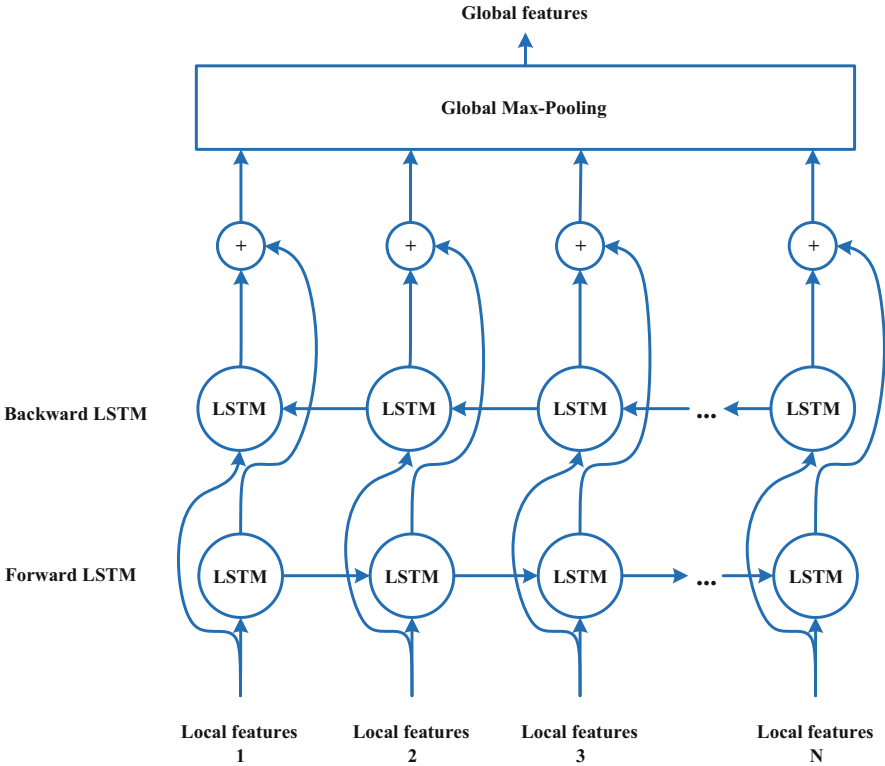 Global features
Global Max-Pooling
+ + + +
LSTM LSTM LSTM ... LSTM
Backward LSTM
LSTM LSTM LSTM ... LSTM
Forward LSTM
Local features Local features Local features Local features
1 2 3 N